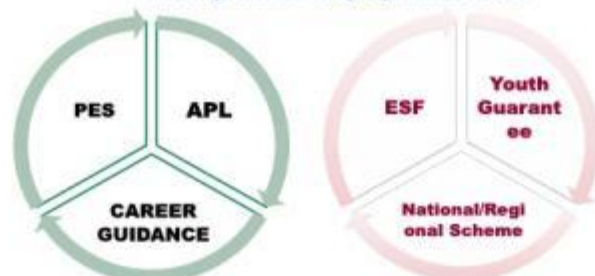 PES
APL
CAREER
GUIDANCE
ESF
Youth
Guarant
ee
National/Regi
onal Scheme